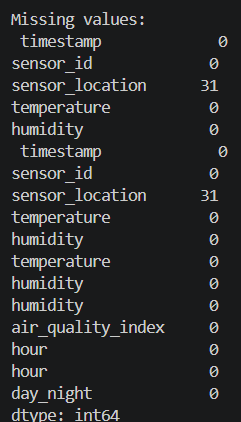 Missing values:
 timestamp            0
sensor_id            0
sensor_location     31
temperature          0
humidity             0
 timestamp            0
sensor_id            0
sensor_location     31
temperature          0
humidity             0
temperature          0
humidity             0
humidity             0
air_quality_index    0
hour                 0
hour                 0
day_night            0
dtype: int64